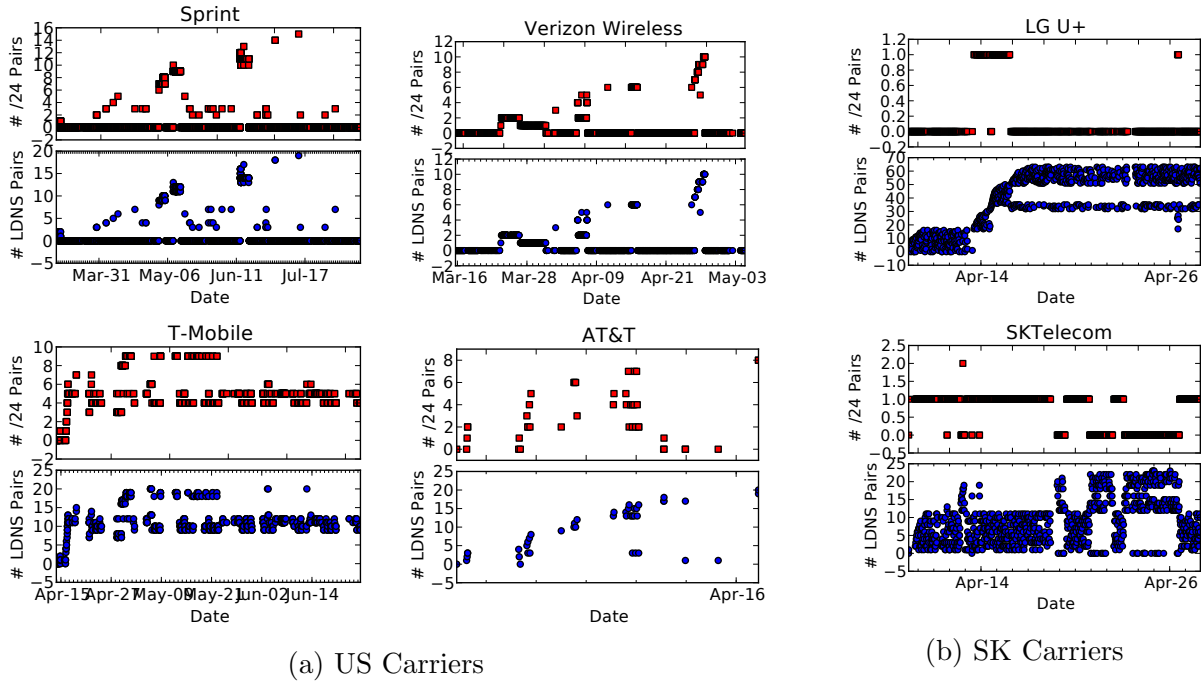 Sprint
# /24 Pairs
16
14
12
10
8
6
4
2
0
−2
# LDNS Pairs
20
15
10
5
0
−5
Mar-31 May-06 Jun-11 Jul-17
Date
Verizon Wireless
# /24 Pairs
12
10
8
6
4
2
0
−2
# LDNS Pairs
12
10
8
6
4
2
0
−2
Mar-16 Mar-28 Apr-09 Apr-21 May-03
Date
T-Mobile
# /24 Pairs
10
8
6
4
2
0
−2
# LDNS Pairs
25
20
15
10
5
0
−5
Apr-15 Apr-27 May-09 May-21 Jun-02 Jun-14
Date
AT&T
# /24 Pairs
8
6
4
2
0
# LDNS Pairs
25
20
15
10
5
0
−5
Apr-16
Date
(a) US Carriers
LG U+
# /24 Pairs
1.2
1.0
0.8
0.6
0.4
0.2
0.0
−0.2
# LDNS Pairs
70
60
50
40
30
20
10
0
−10
Apr-14 Apr-26
Date
SKTelecom
# /24 Pairs
2.5
2.0
1.5
1.0
0.5
0.0
−0.5
# LDNS Pairs
25
20
15
10
5
0
−5
Apr-14 Apr-26
Date
(b) SK Carriers